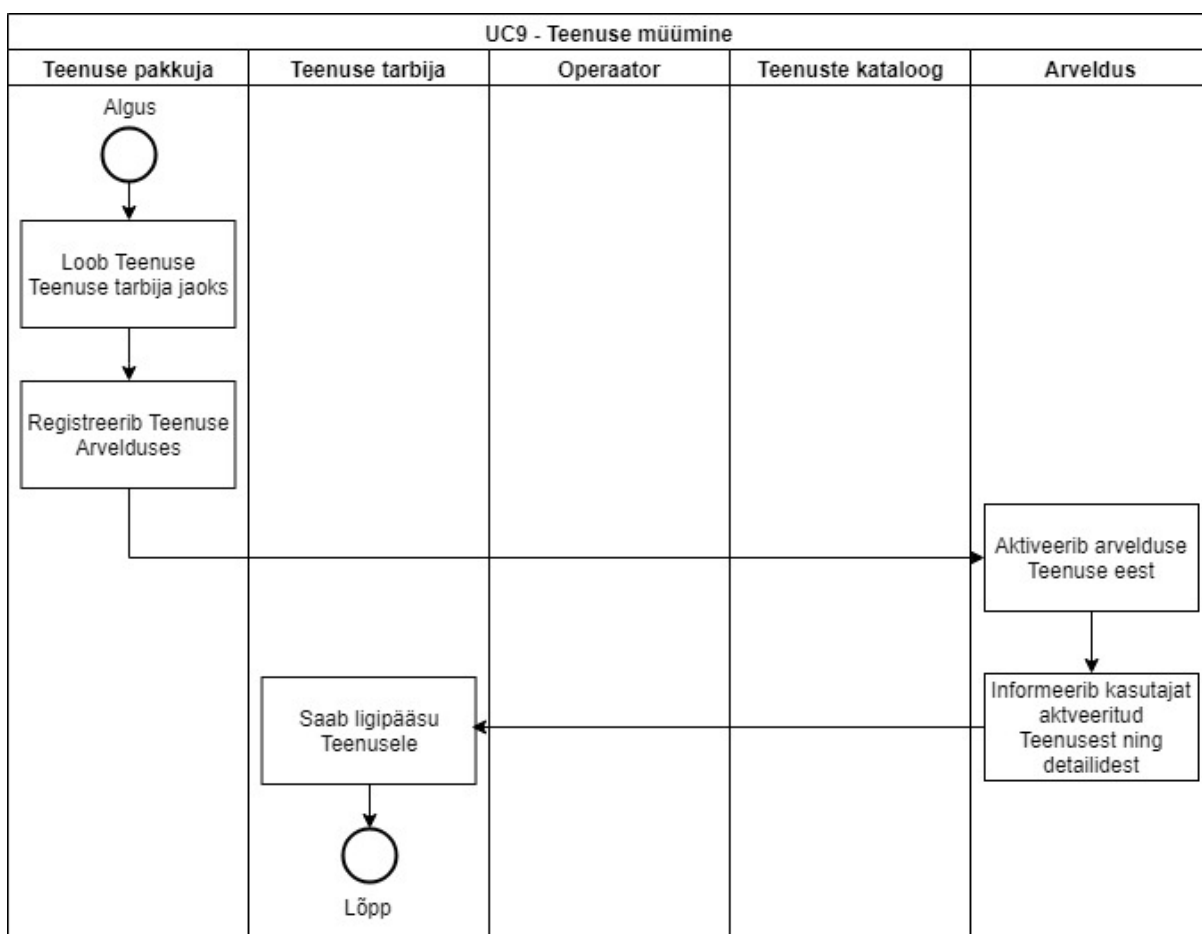 UC9 - Teenuse müümine
Teenuse pakkuja
Teenuse tarbija
Operaator
Teenuste kataloog
Arveldus
Algus
Loob Teenuse
Teenuse tarbija jaoks
Registreerib Teenuse
Arvelduses
Aktiveerib arvelduse
Teenuse eest
Informeerib kasutajat
aktveeritud
Teenusest ning
detailidest
Saab ligipääsu
Teenusele
Lõpp